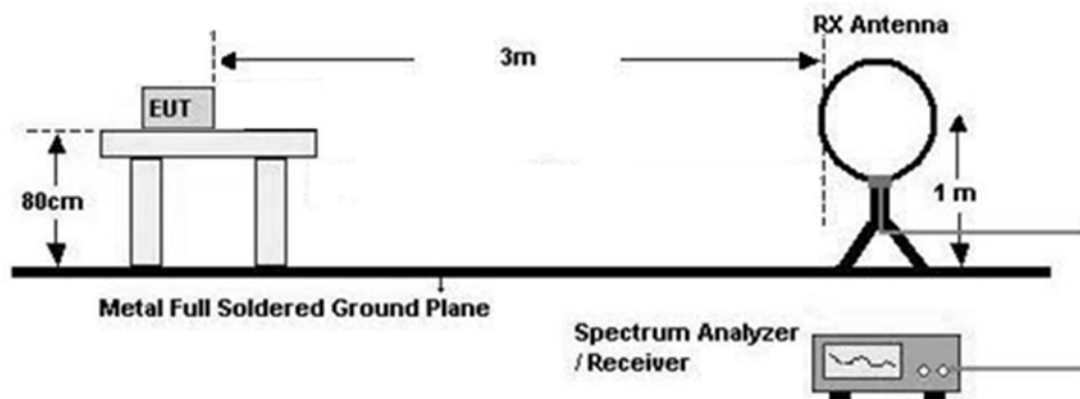 RX Antenna
3m
EUT
80cm
1 m
Metal Full Soldered Ground Plane
Spectrum Analyzer
/ Receiver